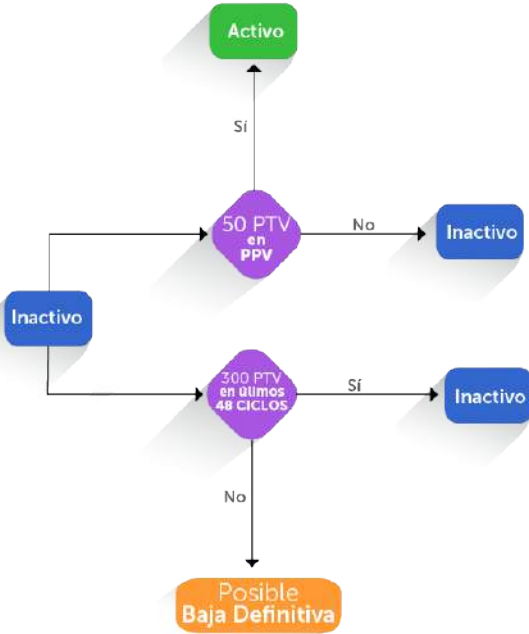 Activo
Sí
50 PTV
en
PPV
No
Inactivo
Inactivo
300 PTV
en úlimos
48 CICLOS
Sí
Inactivo
No
Posible
Baja Definitiva